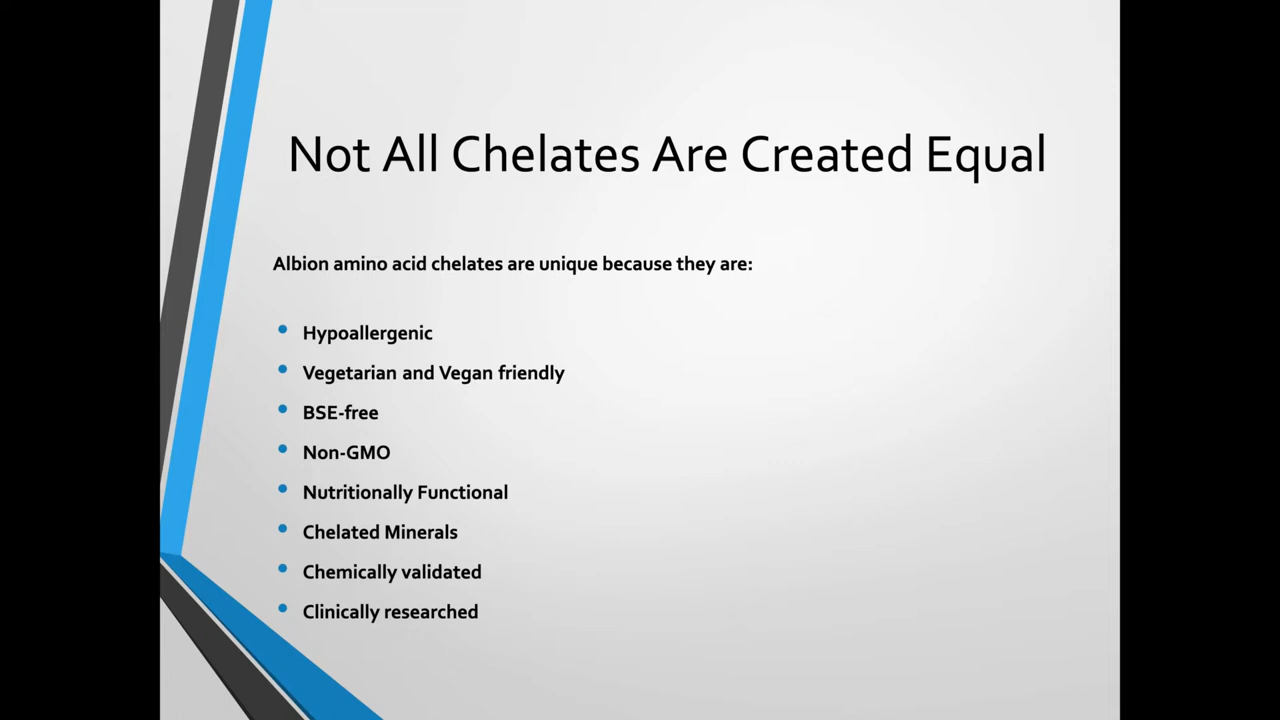 Not All Chelates Are Created Equal
Albion amino acid chelates are unique because they are:
• Hypoallergenic
• Vegetarian and Vegan friendly
• BSE-free
• Non-GMO
• Nutritionally Functional
• Chelated Minerals
• Chemically validated
• Clinically researched